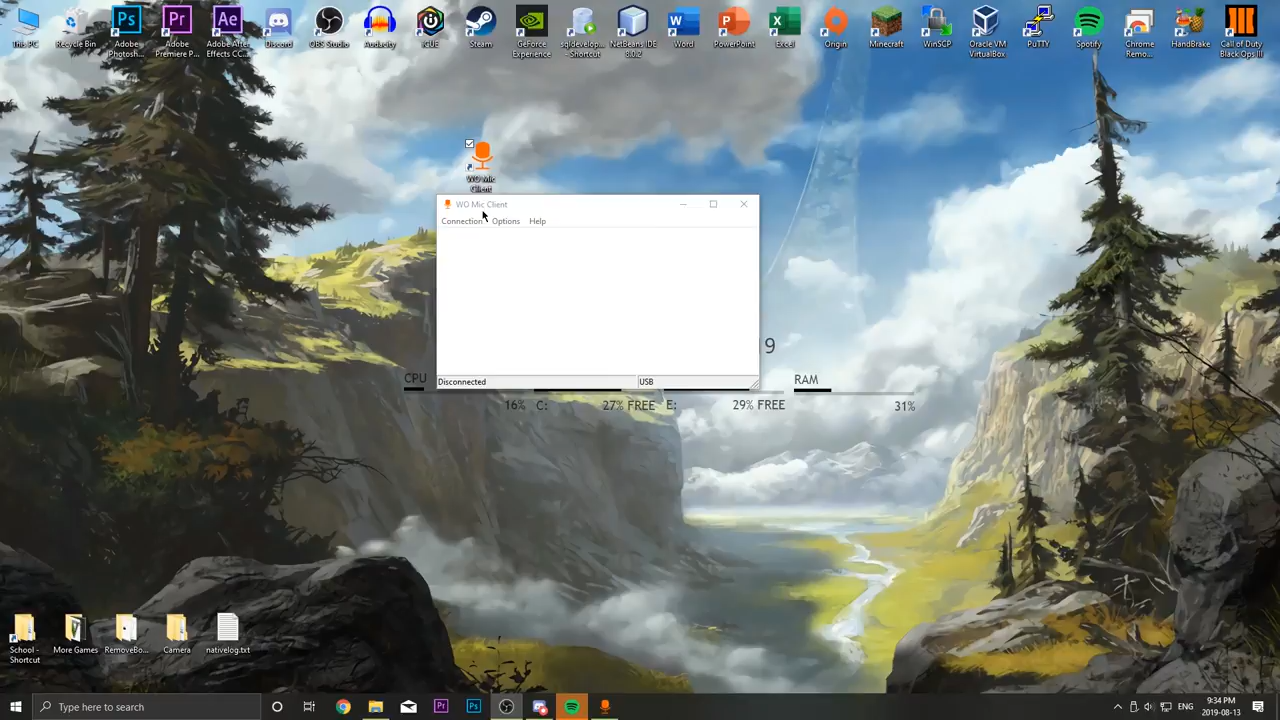 This PC
Recycle Bin
Adobe Photosh...
Adobe Premiere P...
Adobe After Effects CC...
Discord
OBS Studio
Audacity
iCUE
Steam
GeForce Experience
sqldevelop... - Shortcut
NetBeans IDE 8.0.2
Word
PowerPoint
Excel
Origin
Minecraft
WinSCP
Oracle VM VirtualBox
PuTTY
Spotify
Chrome Remo...
HandBrake
Call of Duty Black Ops III
WO Mic Client
WO Mic Client
Connection Options Help
9
Disconnected USB
CPU RAM
16% C: 27% FREE E: 29% FREE 31%
School - Shortcut
More Games
RemoveBo...
Camera
nativelog.txt
Type here to search
ENG
9:34 PM
2019-08-13